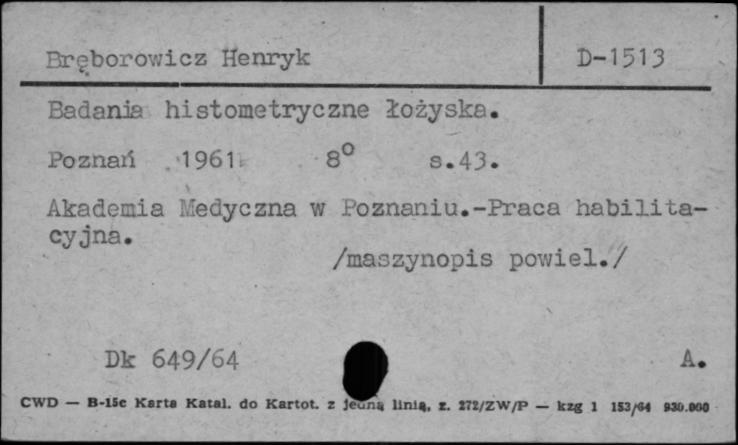 Bręborowicz Henryk
D-1513
Badania histometryczne łożyska.
Poznań 1961 8° s.43.
Akademia Medyczna w Poznaniu.-Praca habilita-
cyjna.
/maszynopis powiel./
Dk 649/64
A.
CWD — B-15c Karta Katal. do Kartot. z jedną linią, z. 272/ZW/P — kzg 1 153/64 930.000